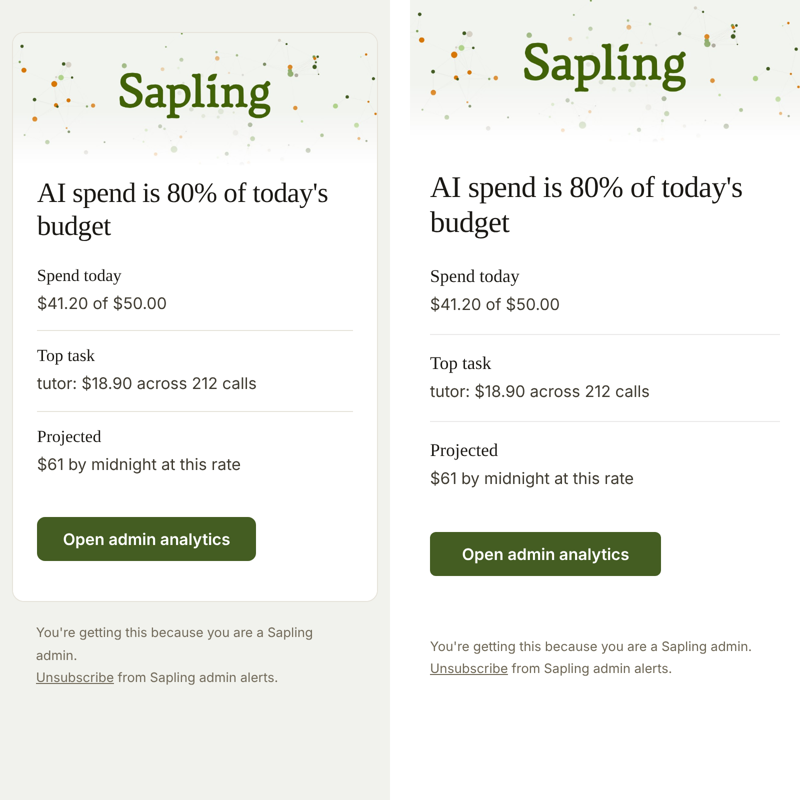 Sapling
AI spend is 80% of today's
budget
Spend today
$41.20 of $50.00
Top task
tutor: $18.90 across 212 calls
Projected
$61 by midnight at this rate
Open admin analytics
You're getting this because you are a Sapling
admin.
Unsubscribe from Sapling admin alerts.
Sapling
AI spend is 80% of today's
budget
Spend today
$41.20 of $50.00
Top task
tutor: $18.90 across 212 calls
Projected
$61 by midnight at this rate
Open admin analytics
You're getting this because you are a Sapling admin.
Unsubscribe from Sapling admin alerts.